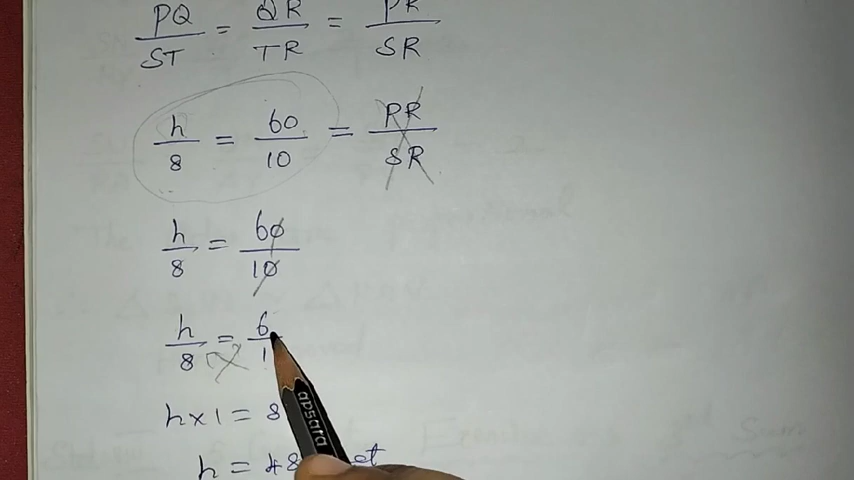 PQ/ST = QR/TR = PR/SR
h/8 = 60/10 = PR/SR
h/8 = 60/10
h/8 = 6/1
h x 1 = 8
h = 48
apsara